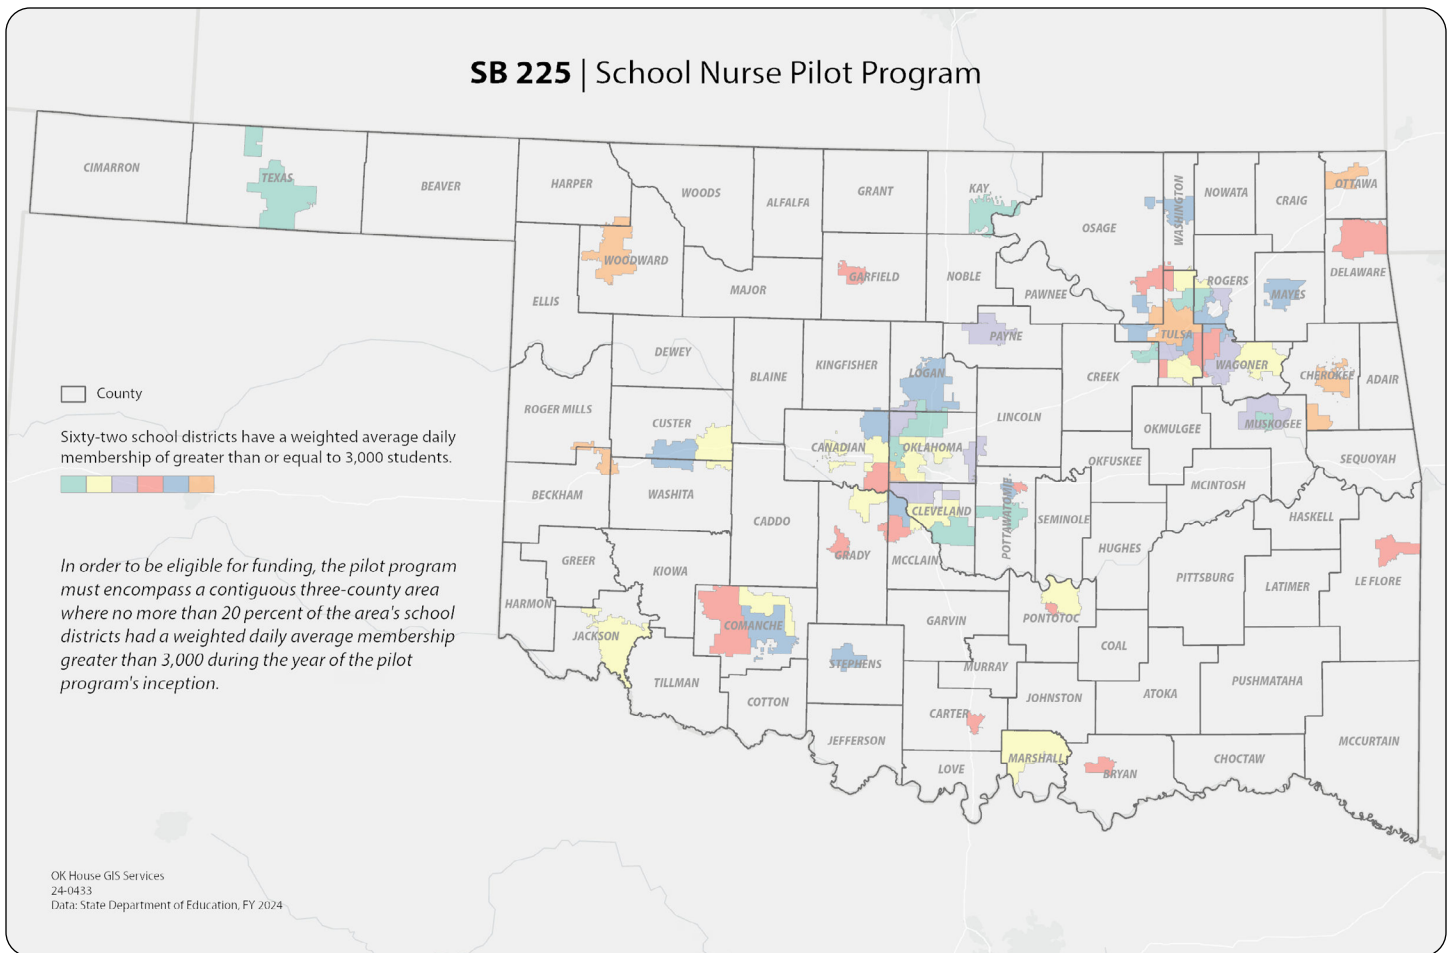 SB 225 | School Nurse Pilot Program
CIMARRON
TEXAS
BEAVER
HARPER
WOODS
ALFALFA
GRANT
KAY
OSAGE
WASHINGTON
NOWATA
CRAIG
OTTAWA
WOODWARD
ELLIS
MAJOR
GARFIELD
NOBLE
PAWNEE
ROGERS
MAYES
DELAWARE
DEWEY
BLAINE
KINGFISHER
LOGAN
PAYNE
CREEK
TULSA
WAGONER
CHEROKEE
ADAIR
County
ROGER MILLS
CUSTER
CANADIAN
OKLAHOMA
LINCOLN
OKMULGEE
MUSKOGEE
Sixty-two school districts have a weighted average daily
membership of greater than or equal to 3,000 students.
BECKHAM
WASHITA
CADDO
GRADY
CLEVELAND
MCCLAIN
POTTAWATOMIE
SEMINOLE
OKFUSKEE
HUGHES
MCINTOSH
SEQUOYAH
HASKELL
PITTSBURG
LATIMER
LE FLORE
In order to be eligible for funding, the pilot program
must encompass a contiguous three-county area
where no more than 20 percent of the area's school
districts had a weighted daily average membership
greater than 3,000 during the year of the pilot
program's inception.
GREER
KIOWA
HARMON
JACKSON
COMANCHE
TILLMAN
COTTON
STEPHENS
JEFFERSON
GARVIN
MURRAY
CARTER
LOVE
PONTOTOC
COAL
JOHNSTON
ATOKA
PUSHMATAHA
MARSHALL
BRYAN
CHOCTAW
MCCURTAIN
OK House GIS Services
24-0433
Data: State Department of Education, FY 2024